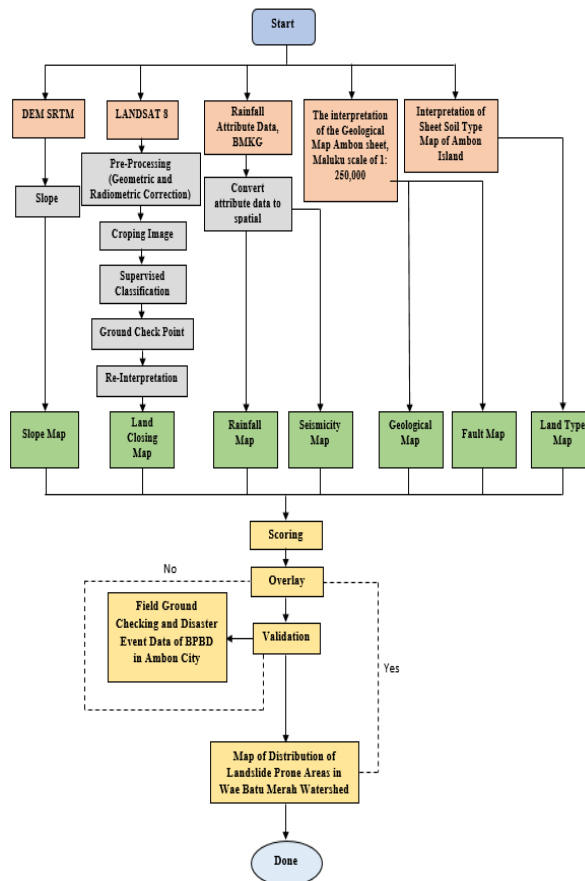 Start
DEM SRTM
LANDSAT 8
Rainfall
Attribute Data,
BMKG
The interpretation
of the Geological
Map Ambon sheet,
Maluku scale of 1:
250,000
Interpretation of
Sheet Soil Type
Map of Ambon
Island
Slope
Pre-Processing
(Geometric and
Radiometric Correction)
Convert
attribute data to
spatial
Croping Image
Supervised
Classification
Ground Check Point
Re-Interpretation
Slope Map
Land
Closing
Map
Rainfall
Map
Seismicity
Map
Geological
Map
Fault Map
Land Type
Map
Scoring
No
Overlay
Field Ground
Checking and Disaster
Event Data of BPBD
in Ambon City
Validation
Yes
Map of Distribution of
Landslide Prone Areas in
Wae Batu Merah Watershed
Done